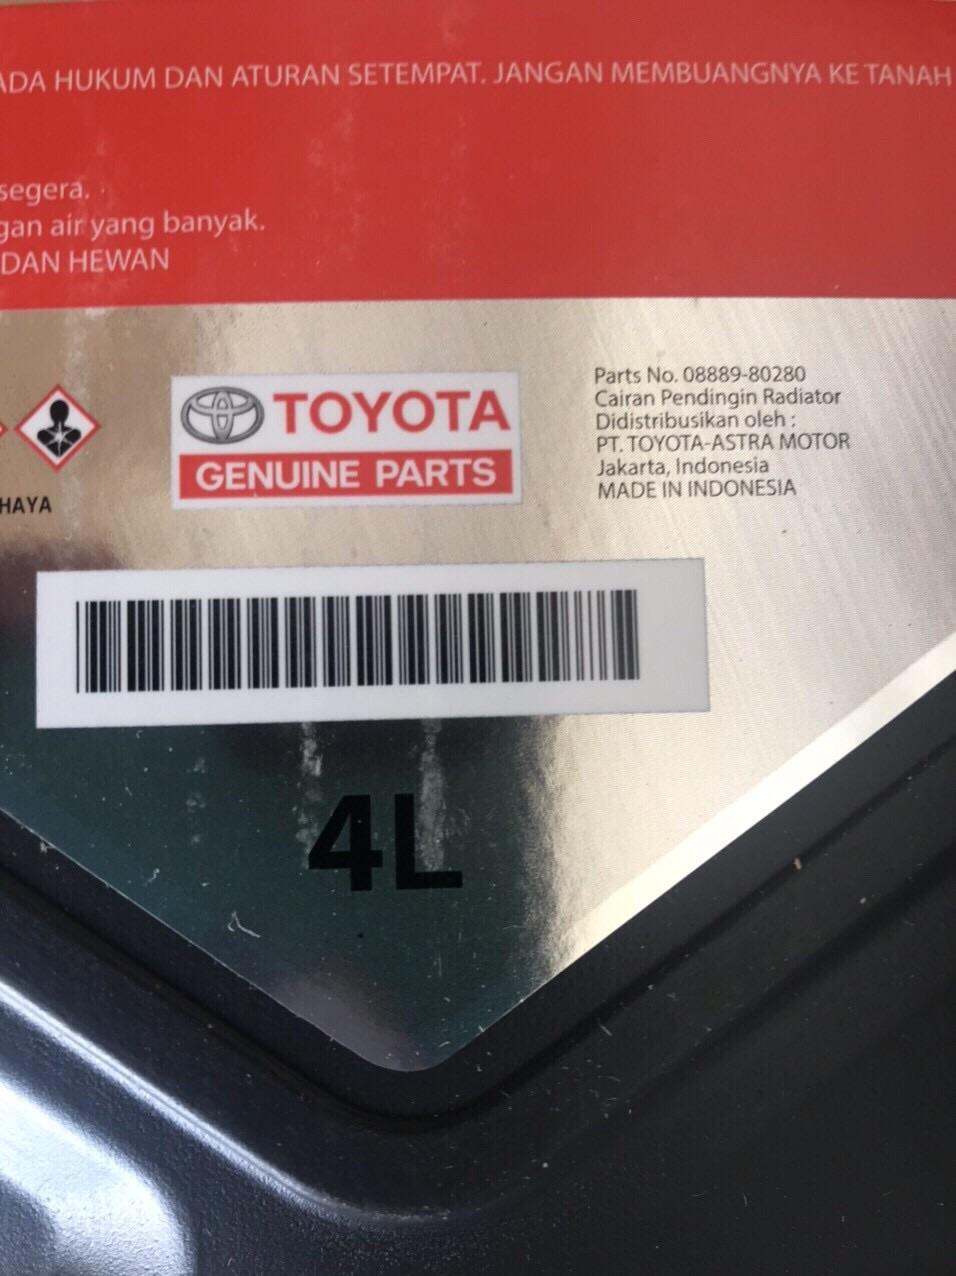 ADA HUKUM DAN ATURAN SETEMPAT. JANGAN MEMBUANGNYA KE TANAH
segera.
gan air yang banyak.
DAN HEWAN
HAYA
TOYOTA
GENUINE PARTS
Parts No. 08889-80280
Cairan Pendingin Radiator
Didistribusikan oleh :
PT. TOYOTA-ASTRA MOTOR
Jakarta, Indonesia
MADE IN INDONESIA
4L